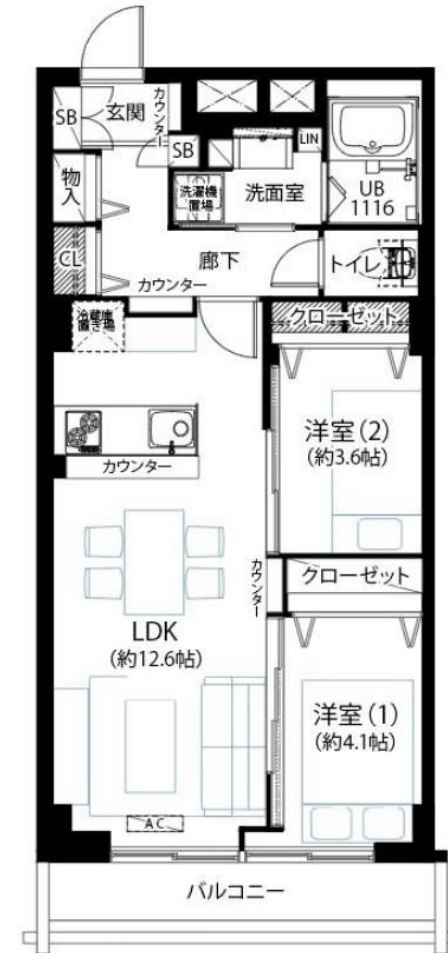 玄関
カウンター
SB
SB
LIN
物入
洗濯機
置場
洗面室
UB
1116
CL
廊下
トイレ
カウンター
冷蔵庫
置き場
クローゼット
洋室(2)
(約3.6帖)
カウンター
カウンター
クローゼット
LDK
(約12.6帖)
洋室(1)
(約4.1帖)
AC
バルコニー